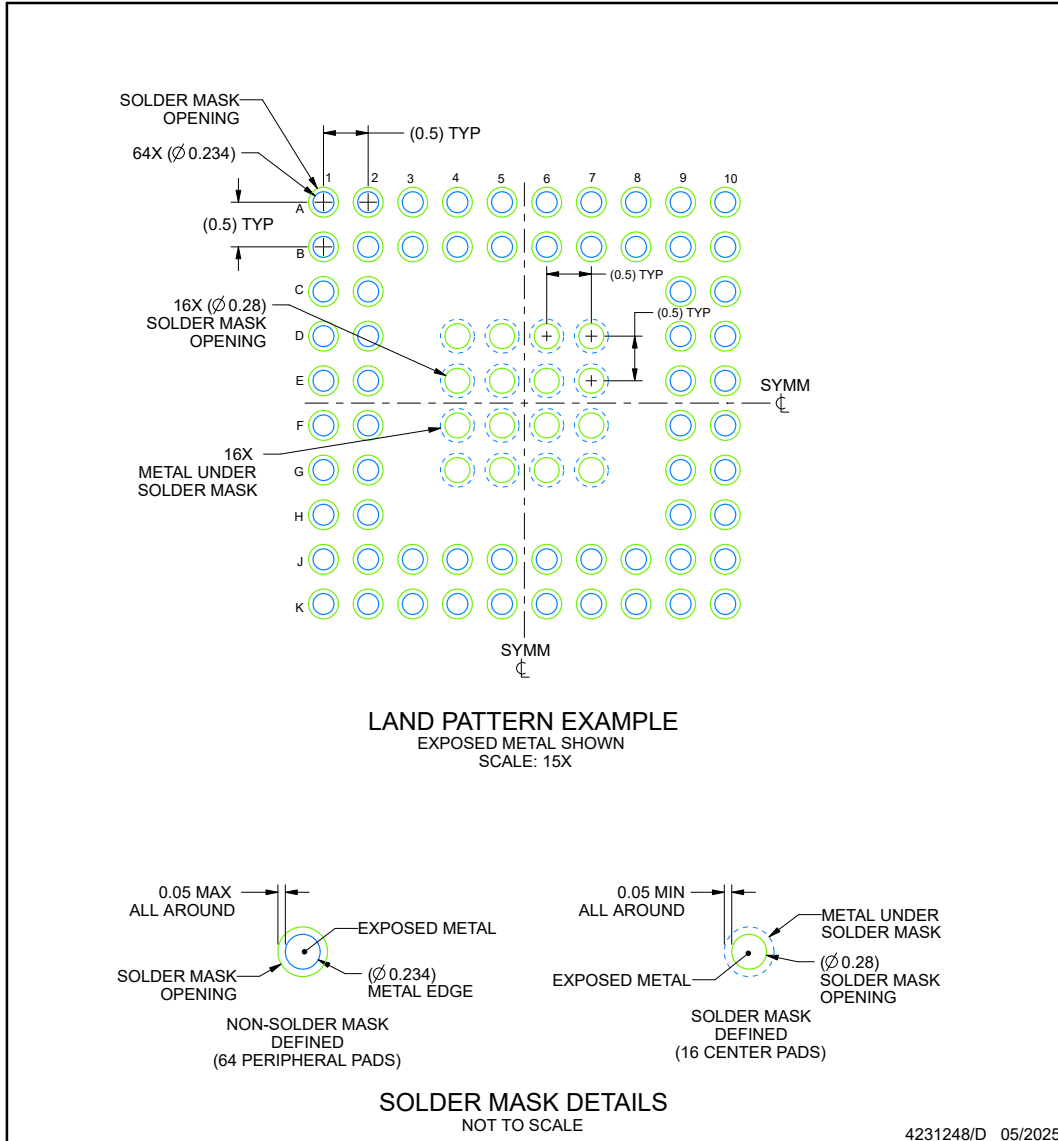 SOLDER MASK
OPENING
(0.5) TYP
64X (∅ 0.234)
1 2 3 4 5 6 7 8 9 10
A
(0.5) TYP
B
(0.5) TYP
C
16X (∅ 0.28)
SOLDER MASK
OPENING
(0.5) TYP
D
E
SYMM
℄
F
16X
METAL UNDER
SOLDER MASK
G
H
J
K
SYMM
℄
LAND PATTERN EXAMPLE
EXPOSED METAL SHOWN
SCALE: 15X
0.05 MAX
ALL AROUND
EXPOSED METAL
SOLDER MASK
OPENING
(∅ 0.234)
METAL EDGE
NON-SOLDER MASK
DEFINED
(64 PERIPHERAL PADS)
0.05 MIN
ALL AROUND
METAL UNDER
SOLDER MASK
EXPOSED METAL
(∅ 0.28)
SOLDER MASK
OPENING
SOLDER MASK
DEFINED
(16 CENTER PADS)
SOLDER MASK DETAILS
NOT TO SCALE
4231248/D 05/2025